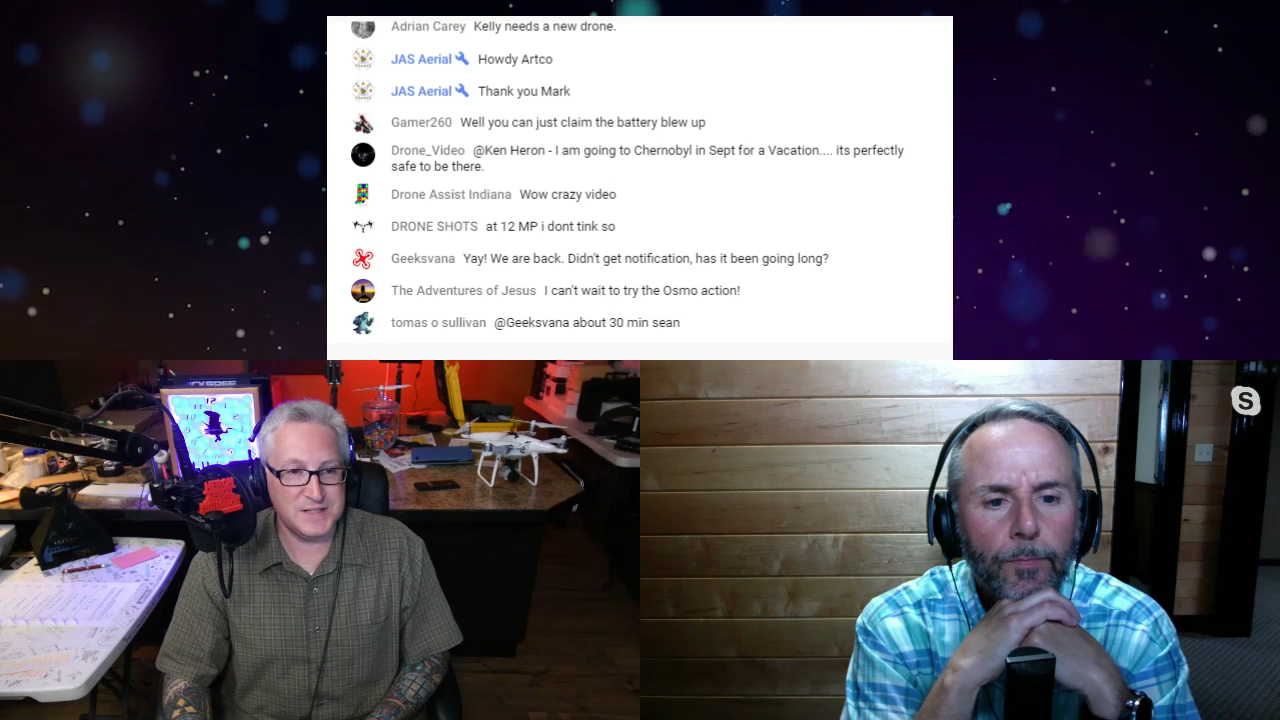 Adrian Carey Kelly needs a new drone.
JAS Aerial Howdy Artco
JAS Aerial Thank you Mark
Gamer260 Well you can just claim the battery blew up
Drone_Video @Ken Heron - I am going to Chernobyl in Sept for a Vacation.... its perfectly
safe to be there.
Drone Assist Indiana Wow crazy video
DRONE SHOTS at 12 MP i dont tink so
Geeksvana Yay! We are back. Didn't get notification, has it been going long?
The Adventures of Jesus I can't wait to try the Osmo action!
tomas o sullivan @Geeksvana about 30 min sean
12
S